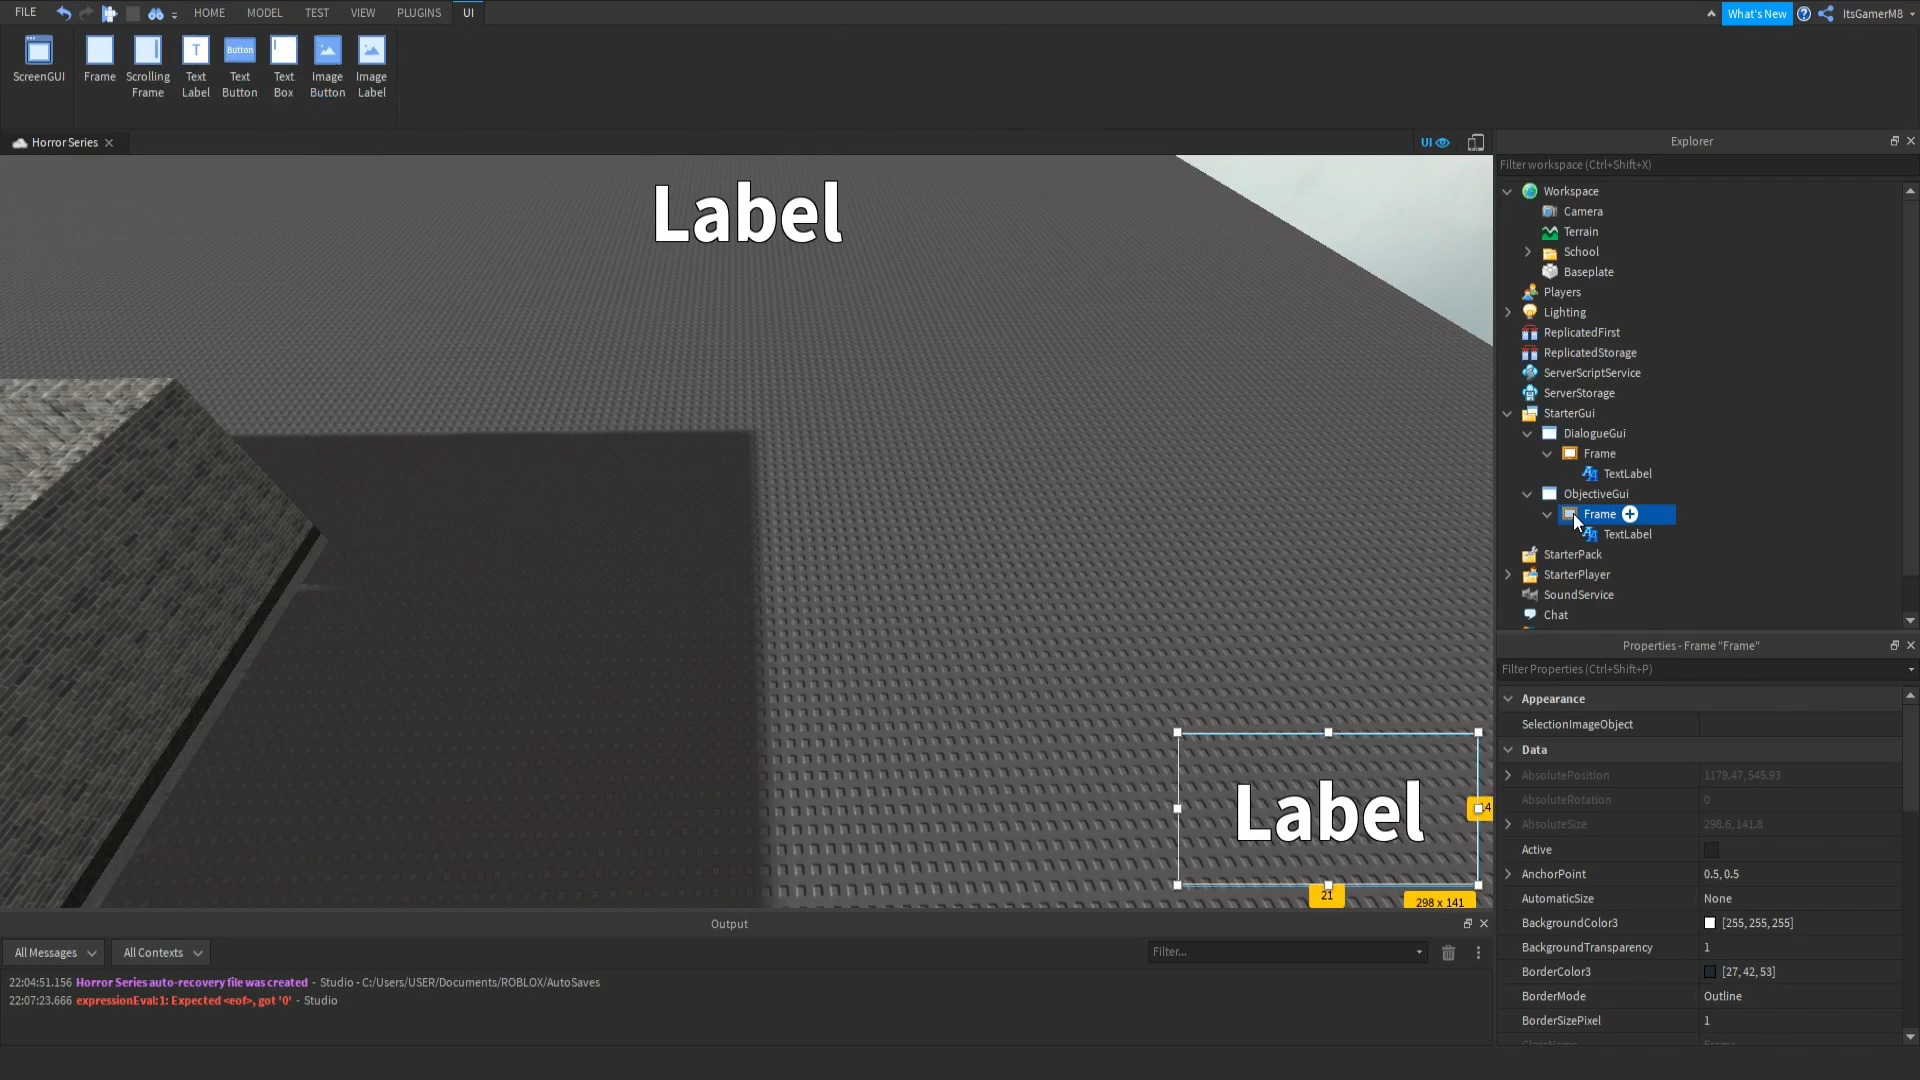 FILE
HOME
MODEL
TEST
VIEW
PLUGINS
UI
What's New
ItsGamerM8
ScreenGUI
Frame
Scrolling
Frame
T
Text
Label
Button
Text
Button
Text
Box
Image
Button
Image
Label
Horror Series
UI
Label
Label
14
21
298 x 141
Explorer
Filter workspace (Ctrl+Shift+X)
Workspace
Camera
Terrain
School
Baseplate
Players
Lighting
ReplicatedFirst
ReplicatedStorage
ServerScriptService
ServerStorage
StarterGui
DialogueGui
Frame
TextLabel
ObjectiveGui
Frame
TextLabel
StarterPack
StarterPlayer
SoundService
Chat
Properties - Frame "Frame"
Filter Properties (Ctrl+Shift+P)
Appearance
SelectionImageObject
Data
AbsolutePosition 1179.47, 545.93
AbsoluteRotation 0
AbsoluteSize 298.6, 141.8
Active
AnchorPoint 0.5, 0.5
AutomaticSize None
BackgroundColor3 [255, 255, 255]
BackgroundTransparency 1
BorderColor3 [27, 42, 53]
BorderMode Outline
BorderSizePixel 1
ClassName Frame
Output
All Messages
All Contexts
Filter...
22:04:51.156 Horror Series auto-recovery file was created - Studio - C:/Users/USER/Documents/ROBLOX/AutoSaves
22:07:23.666 expressionEval:1: Expected <eof>, got '0' - Studio